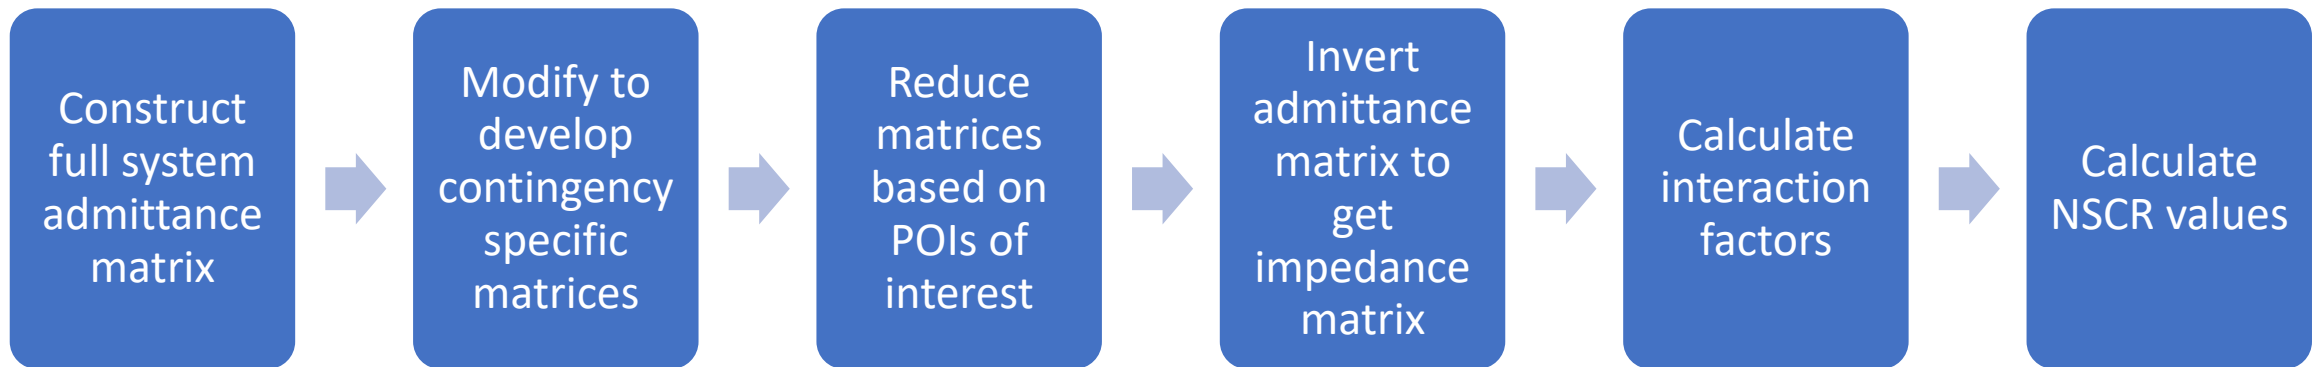 Construct
full system
admittance
matrix
Modify to
develop
contingency
specific
matrices
Reduce
matrices
based on
POIs of
interest
Invert
admittance
matrix to
get
impedance
matrix
Calculate
interaction
factors
Calculate
NSCR values